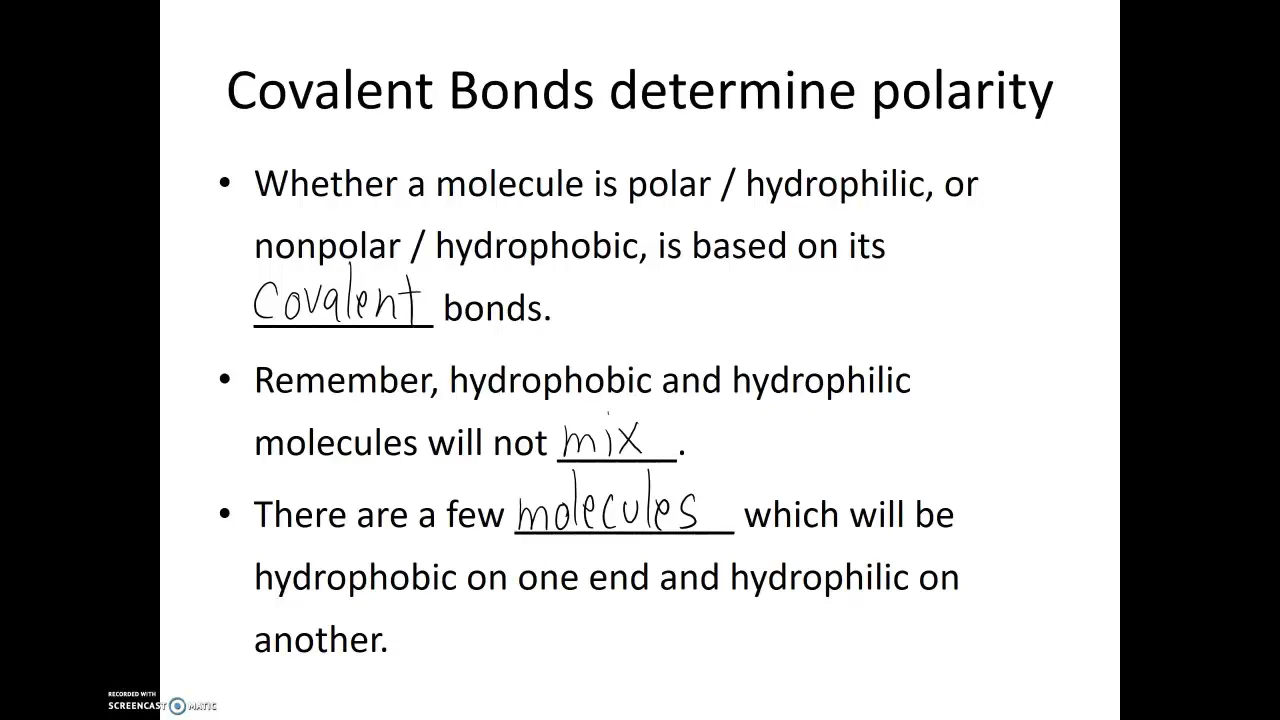 Covalent Bonds determine polarity
• Whether a molecule is polar / hydrophilic, or
nonpolar / hydrophobic, is based on its
Covalent bonds.
• Remember, hydrophobic and hydrophilic
molecules will not mix.
• There are a few molecules which will be
hydrophobic on one end and hydrophilic on
another.
RECORDED WITH
SCREENCAST MATIC